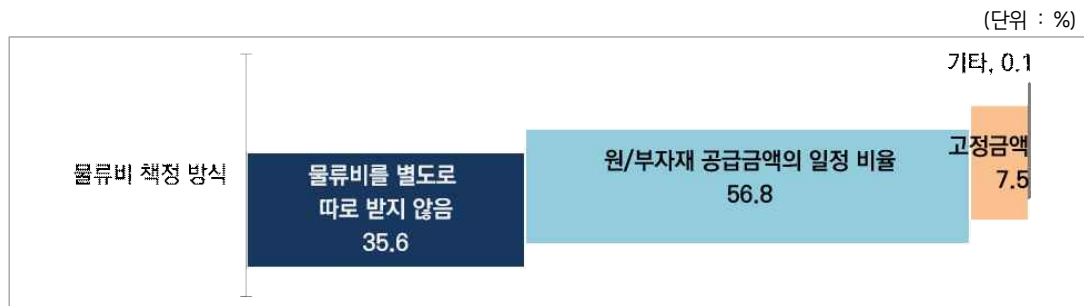 (단위 : %)
기타, 0.1
물류비 책정 방식
물류비를 별도로
따로 받지 않음
35.6
원/부자재 공급금액의 일정 비율
56.8
고정금액
7.5